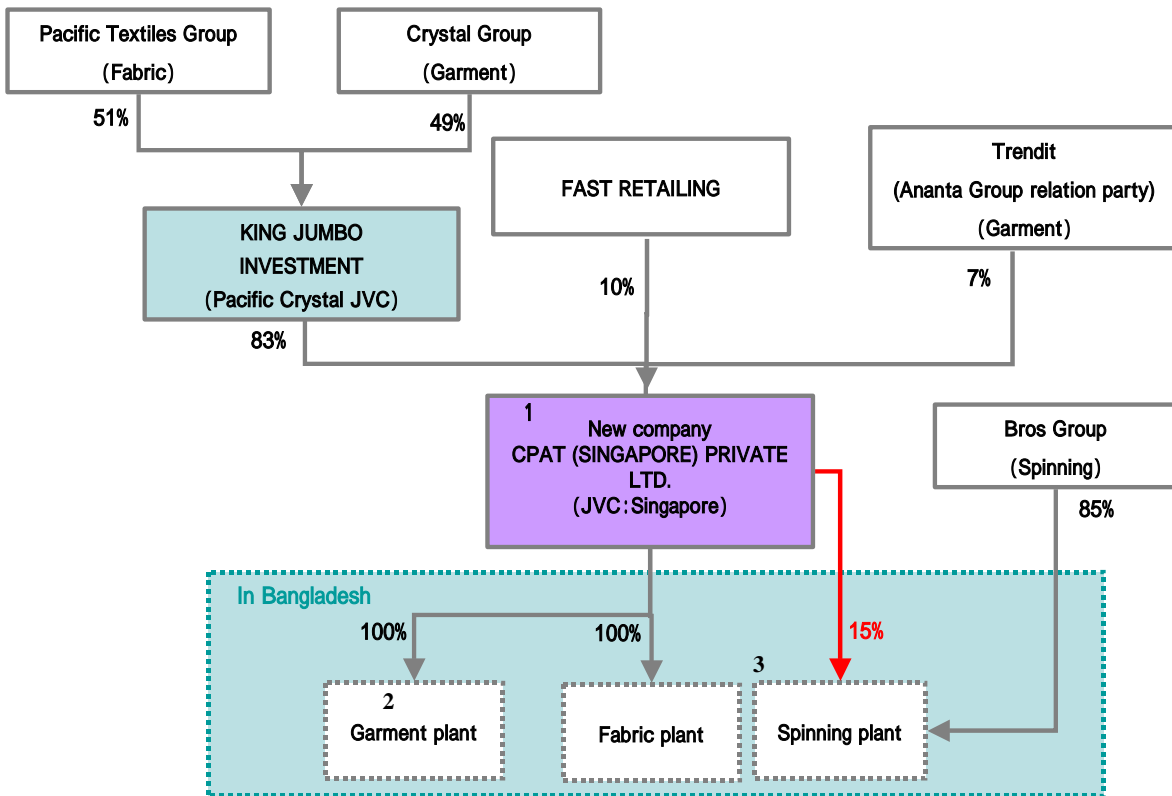 Pacific Textiles Group
(Fabric)
Crystal Group
(Garment)
51%
49%
FAST RETAILING
Trendit
(Ananta Group relation party)
(Garment)
KING JUMBO
INVESTMENT
(Pacific Crystal JVC)
10%
7%
83%
1
New company
CPAT (SINGAPORE) PRIVATE
LTD.
(JVC:Singapore)
Bros Group
(Spinning)
85%
In Bangladesh
100%
100%
15%
2
Garment plant
Fabric plant
3
Spinning plant